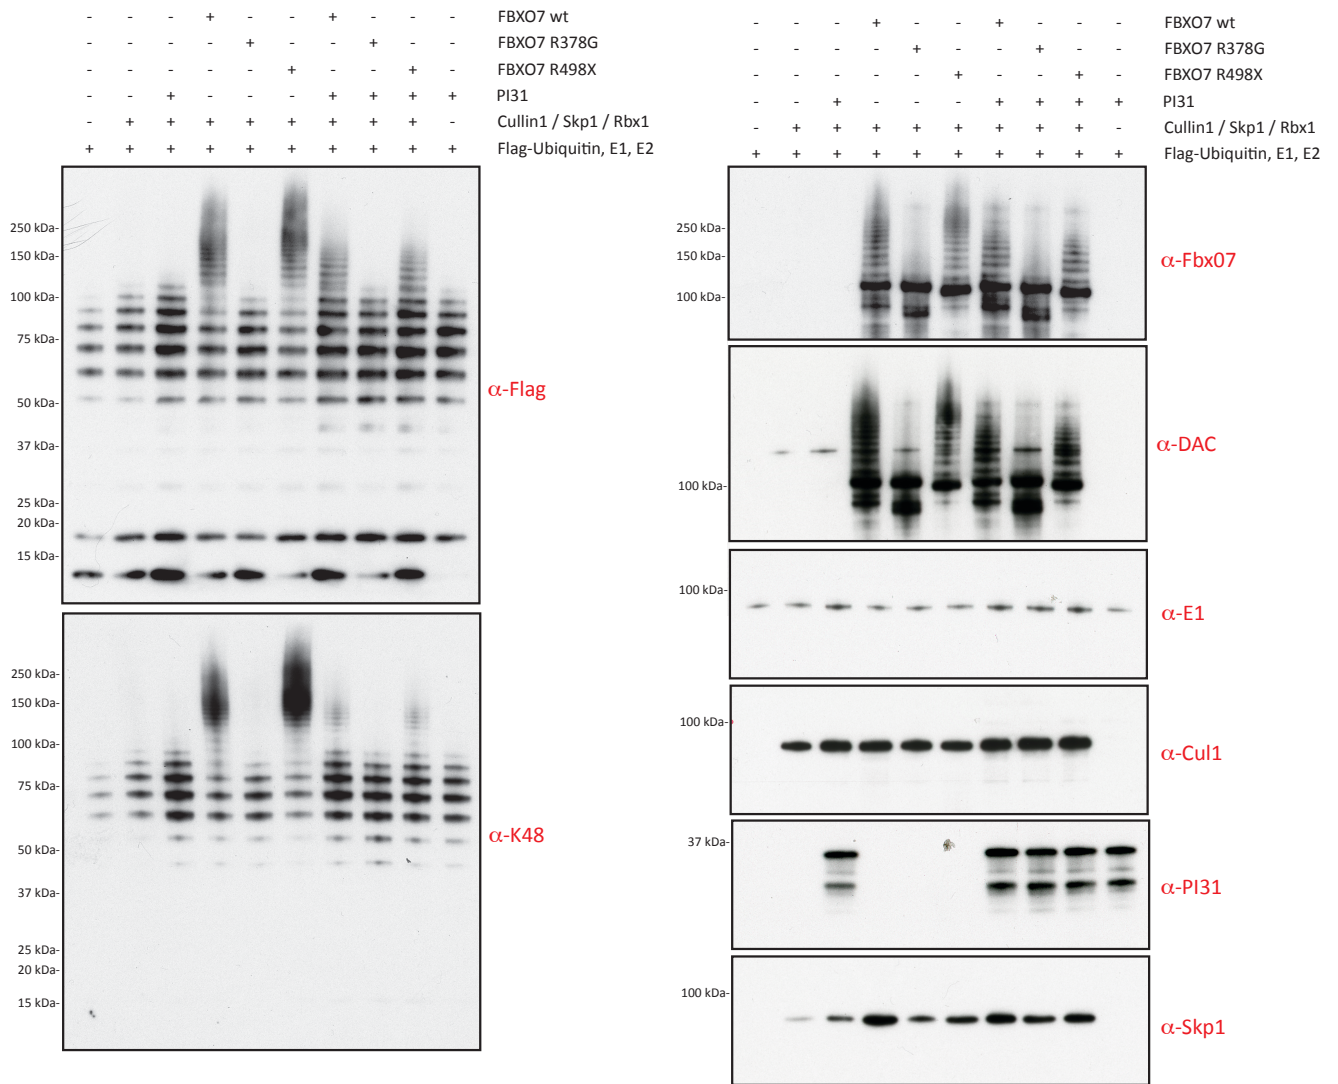 - - - + - - + - - - FBXO7 wt
- - - - + - - + - - FBXO7 R378G
- - - - - + - - + - FBXO7 R498X
- - + - - - + + + + PI31
- + + + + + + + + - Cullin1 / Skp1 / Rbx1
+ + + + + + + + + + Flag-Ubiquitin, E1, E2
250 kDa-
150 kDa-
100 kDa-
75 kDa-
50 kDa-
37 kDa-
25 kDa-
20 kDa-
15 kDa-
α-Flag
250 kDa-
150 kDa-
100 kDa-
75 kDa-
50 kDa-
37 kDa-
25 kDa-
20 kDa-
15 kDa-
α-K48
- - - + - - + - - - FBXO7 wt
- - - - + - - + - - FBXO7 R378G
- - - - - + - - + - FBXO7 R498X
- - + - - - + + + + PI31
- + + + + + + + + - Cullin1 / Skp1 / Rbx1
+ + + + + + + + + + Flag-Ubiquitin, E1, E2
250 kDa-
150 kDa-
100 kDa-
α-Fbx07
100 kDa-
α-DAC
100 kDa-
α-E1
100 kDa-
α-Cul1
37 kDa-
α-PI31
100 kDa-
α-Skp1